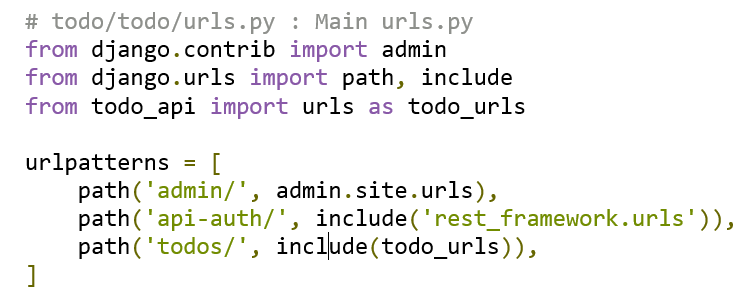 # todo/todo/urls.py : Main urls.py
from django.contrib import admin
from django.urls import path, include
from todo_api import urls as todo_urls

urlpatterns = [
    path('admin/', admin.site.urls),
    path('api-auth/', include('rest_framework.urls')),
    path('todos/', include(todo_urls)),
]